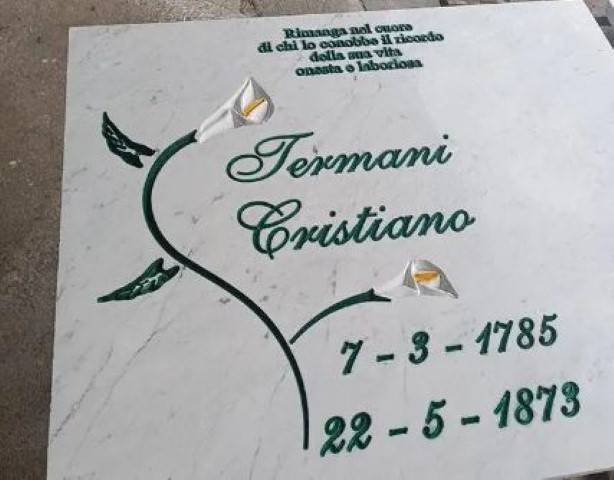 Rimanga nel cuore
di chi lo conobbe il ricordo
della sua vita
onesta e laboriosa
Termani
Cristiano
7 - 3 - 1785
22 - 5 - 1873